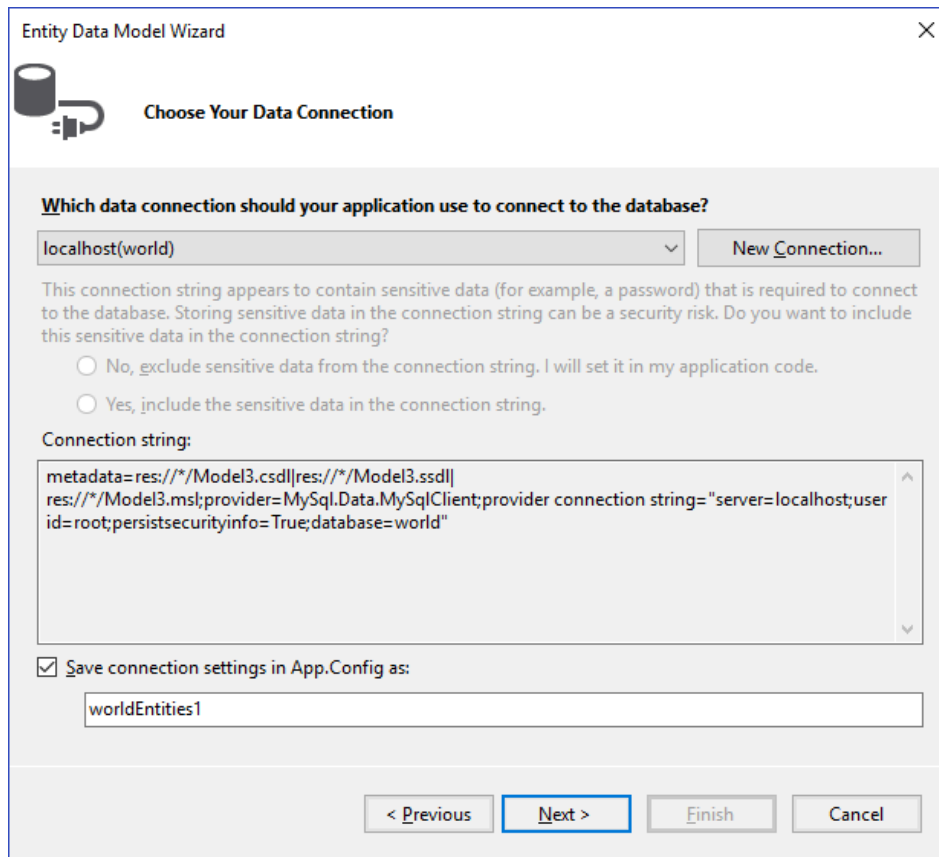 Entity Data Model Wizard
Choose Your Data Connection
Which data connection should your application use to connect to the database?
localhost(world)
New Connection...
This connection string appears to contain sensitive data (for example, a password) that is required to connect
to the database. Storing sensitive data in the connection string can be a security risk. Do you want to include
this sensitive data in the connection string?
No, exclude sensitive data from the connection string. I will set it in my application code.
Yes, include the sensitive data in the connection string.
Connection string:
metadata=res://*/Model3.csdl|res://*/Model3.ssdl|
res://*/Model3.msl;provider=MySql.Data.MySqlClient;provider connection string="server=localhost;user
id=root;persistsecurityinfo=True;database=world"
Save connection settings in App.Config as:
worldEntities1
< Previous
Next >
Finish
Cancel